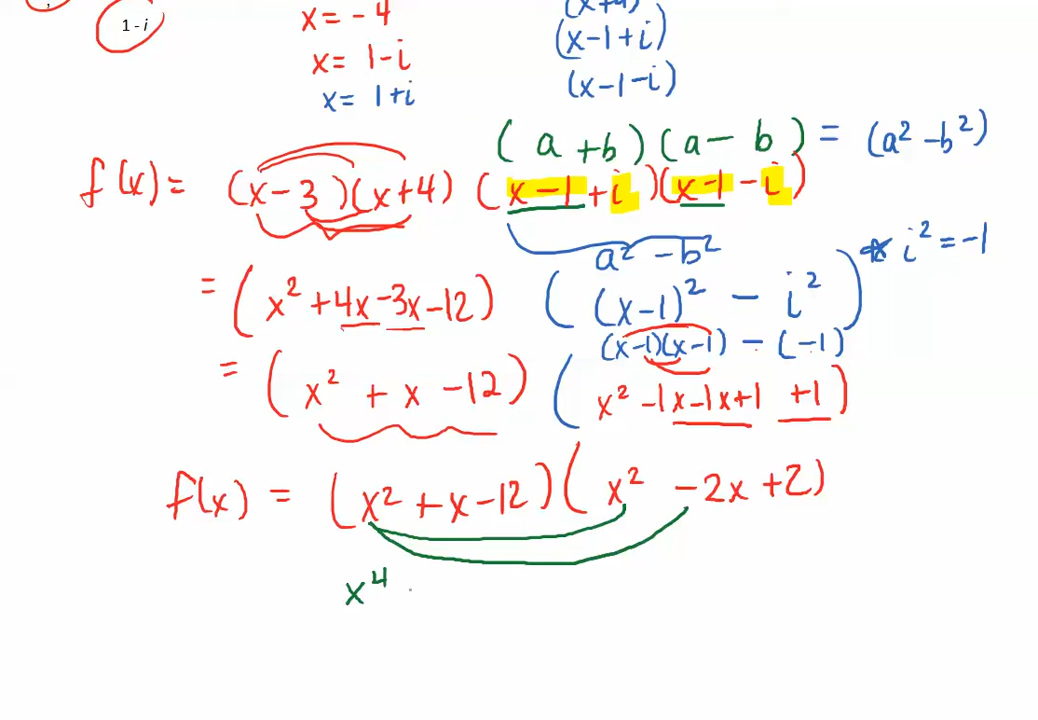 1-i
x = -4
x = 1-i
x = 1+i
(x+4)
(x-1+i)
(x-1-i)
(a+b)(a-b) = (a²-b²)
f(x) = (x-3)(x+4)(x-1+i)(x-1-i)
a² - b²
* i² = -1
= (x²+4x-3x-12) ((x-1)² - i²)
(x-1)(x-1) - (-1)
= (x² + x - 12) (x² -1x-1x+1 +1)
f(x) = (x²+x-12)(x² -2x+2)
x⁴